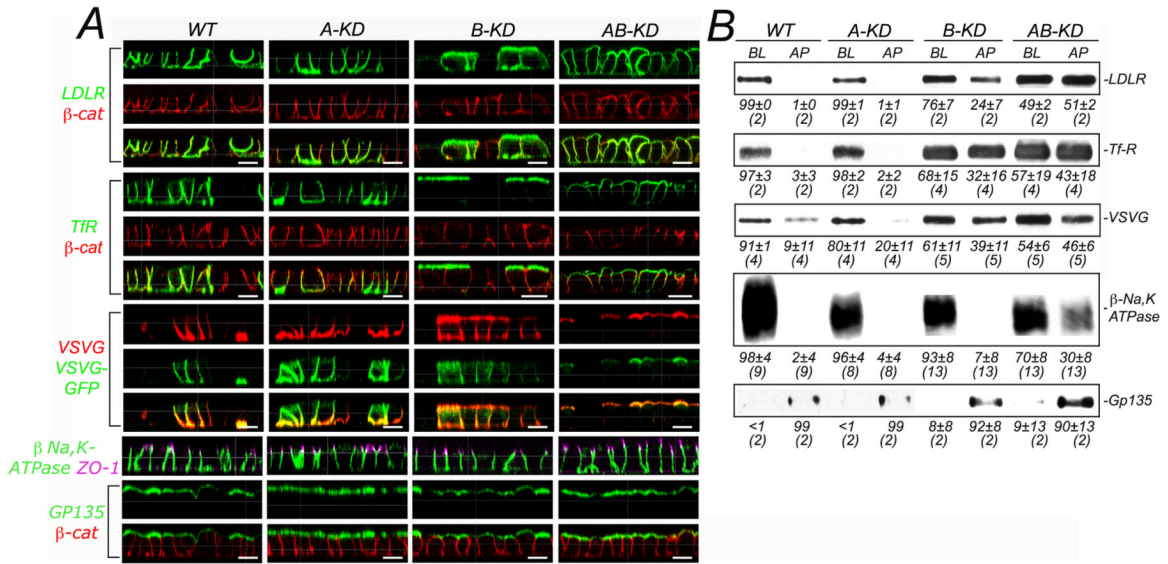 A
WT A-KD B-KD AB-KD
LDLR
β-cat
TfR
β-cat
VSVG
VSVG-
GFP
β Na,K-
ATPase ZO-1
GP135
β-cat
B
WT A-KD B-KD AB-KD
BL AP BL AP BL AP BL AP
-LDLR
99±0 1±0 99±1 1±1 76±7 24±7 49±2 51±2
(2) (2) (2) (2) (2) (2) (2) (2)
-Tf-R
97±3 3±3 98±2 2±2 68±15 32±16 57±19 43±18
(2) (2) (2) (2) (4) (4) (4) (4)
-VSVG
91±1 9±11 80±11 20±11 61±11 39±11 54±6 46±6
(4) (4) (4) (4) (5) (5) (5) (5)
β-Na,K
- ATPase
98±4 2±4 96±4 4±4 93±8 7±8 70±8 30±8
(9) (9) (8) (8) (13) (13) (13) (13)
-Gp135
<1 99 <1 99 8±8 92±8 9±13 90±13
(2) (2) (2) (2) (2) (2) (2) (2)